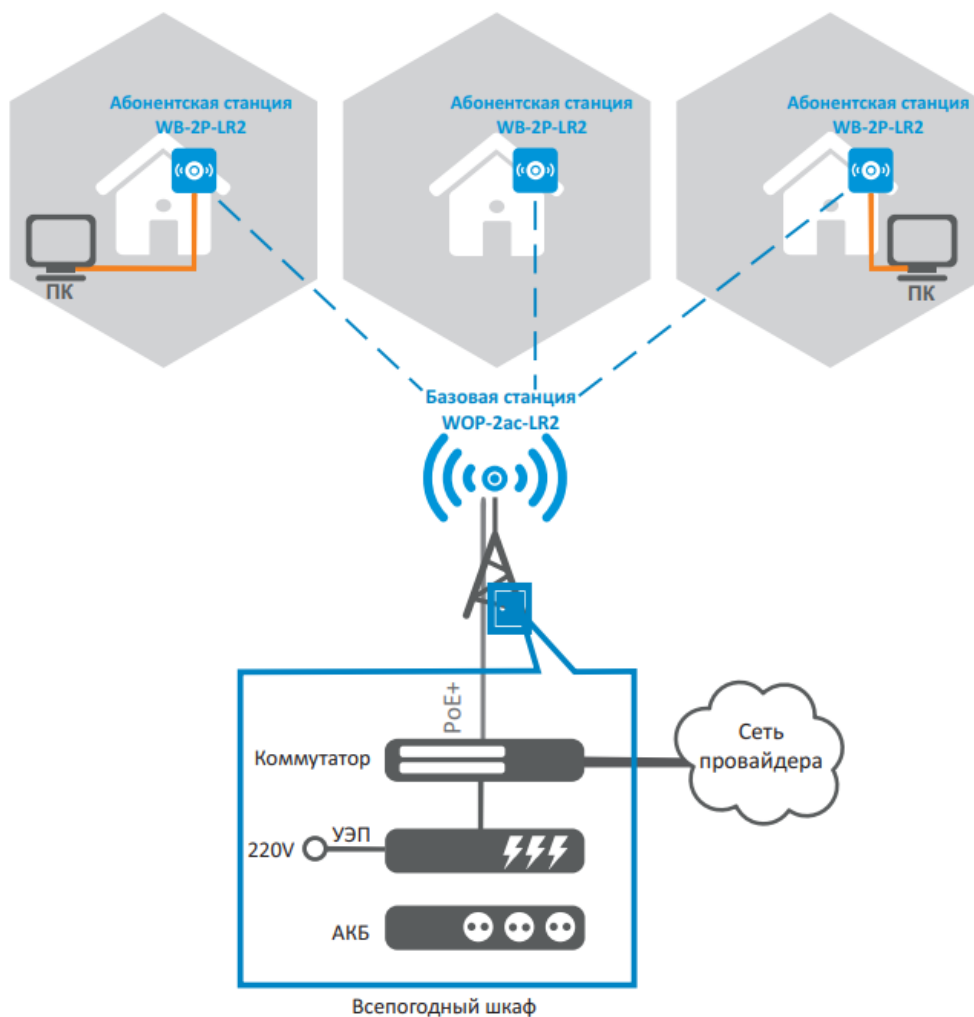 Абонентская станция
WB-2P-LR2
Абонентская станция
WB-2P-LR2
Абонентская станция
WB-2P-LR2
ПК
ПК
Базовая станция
WOP-2ac-LR2
PoE+
Коммутатор
Сеть
провайдера
УЭП
220V
АКБ
Всепогодный шкаф